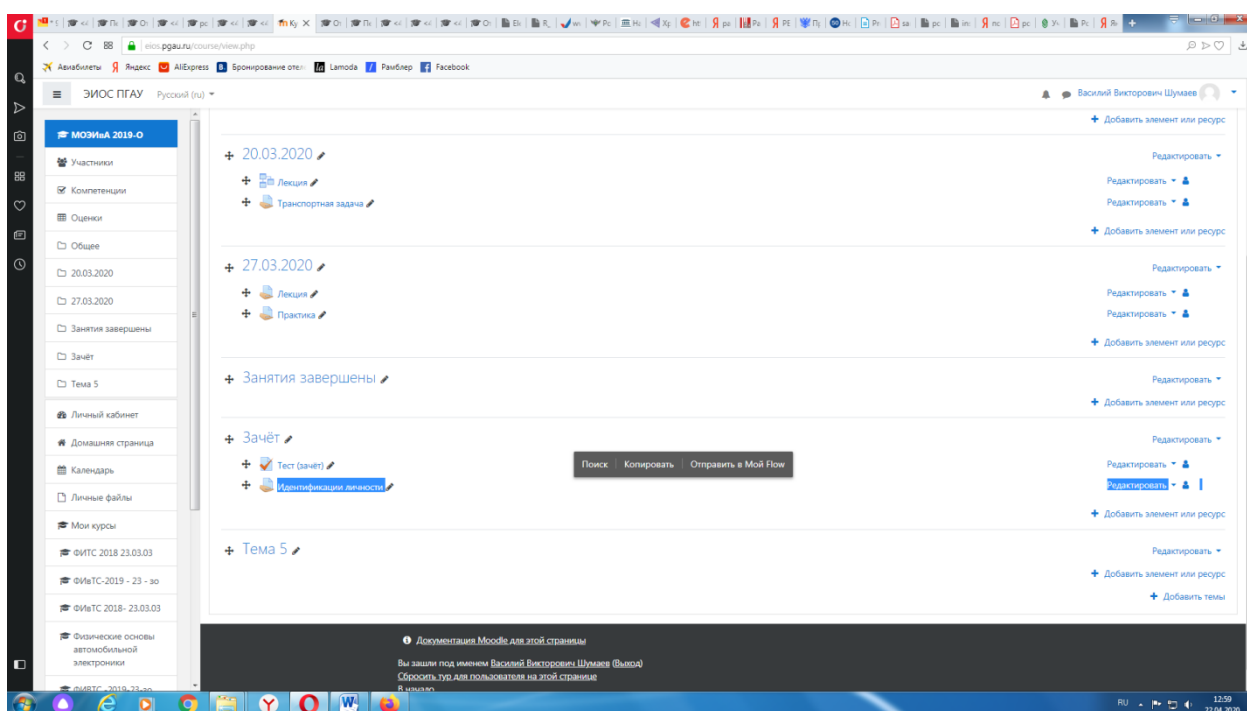 eios.pgau.ru/course/view.php
Авиабилеты Яндекс AliExpress Бронирование отел Lamoda Рамблер Facebook
ЭИОС ПГАУ Русский (ru) Василий Викторович Шумаев
МОЭИвА 2019-О
Участники
Компетенции
Оценки
Общее
20.03.2020
27.03.2020
Занятия завершены
Зачёт
Тема 5
Личный кабинет
Домашняя страница
Календарь
Личные файлы
Мои курсы
ФИТС 2018 23.03.03
ФИвТС-2019 - 23 - зо
ФИвТС 2018- 23.03.03
Физические основы
автомобильной
электроники
Добавить элемент или ресурс
20.03.2020 Редактировать
Лекция Редактировать
Транспортная задача Редактировать
Добавить элемент или ресурс
27.03.2020 Редактировать
Лекция Редактировать
Практика Редактировать
Добавить элемент или ресурс
Занятия завершены Редактировать
Добавить элемент или ресурс
Зачёт Редактировать
Поиск Копировать Отправить в Мой Flow
Тест (зачёт) Редактировать
Идентификации личности Редактировать
Добавить элемент или ресурс
Тема 5 Редактировать
Добавить элемент или ресурс
Добавить темы
Документация Moodle для этой страницы
Вы зашли под именем Василий Викторович Шумаев (Выход)
Сбросить тур для пользователя на этой странице
В начало
RU 12:59
22.04.2020